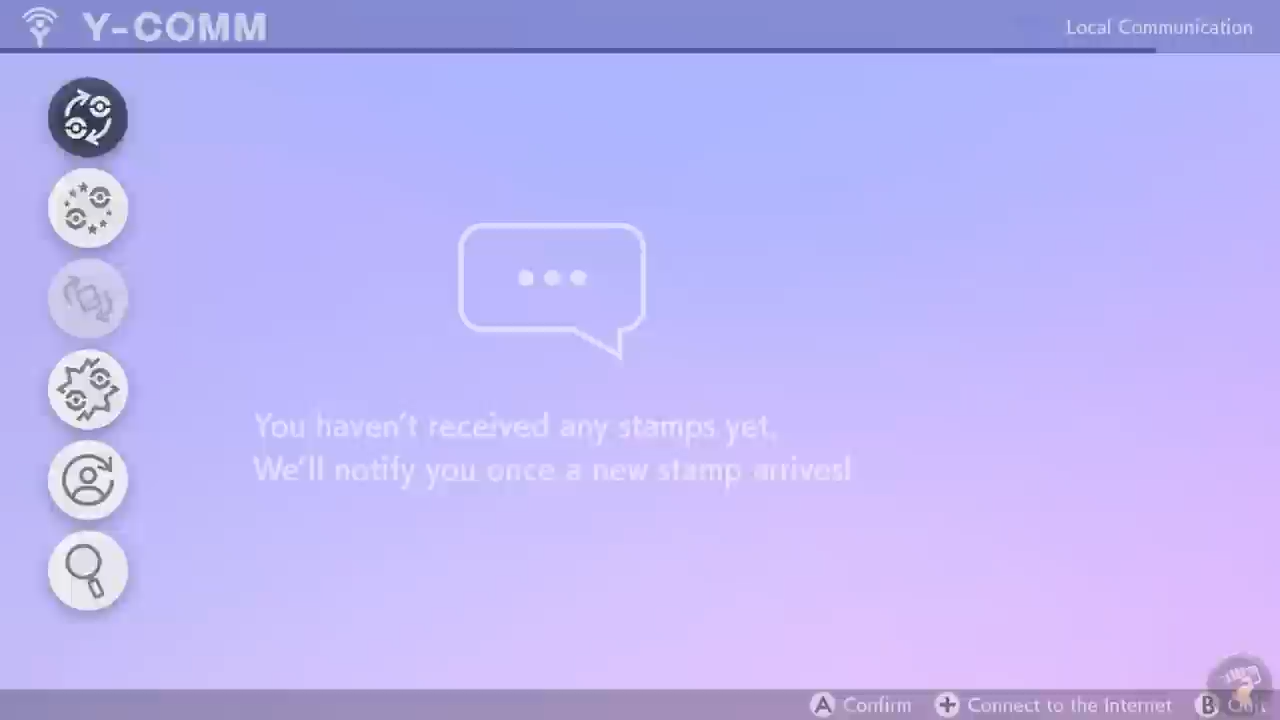 Y-COMM
Local Communication
You haven't received any stamps yet.
We'll notify you once a new stamp arrives!
A Confirm + Connect to the Internet B